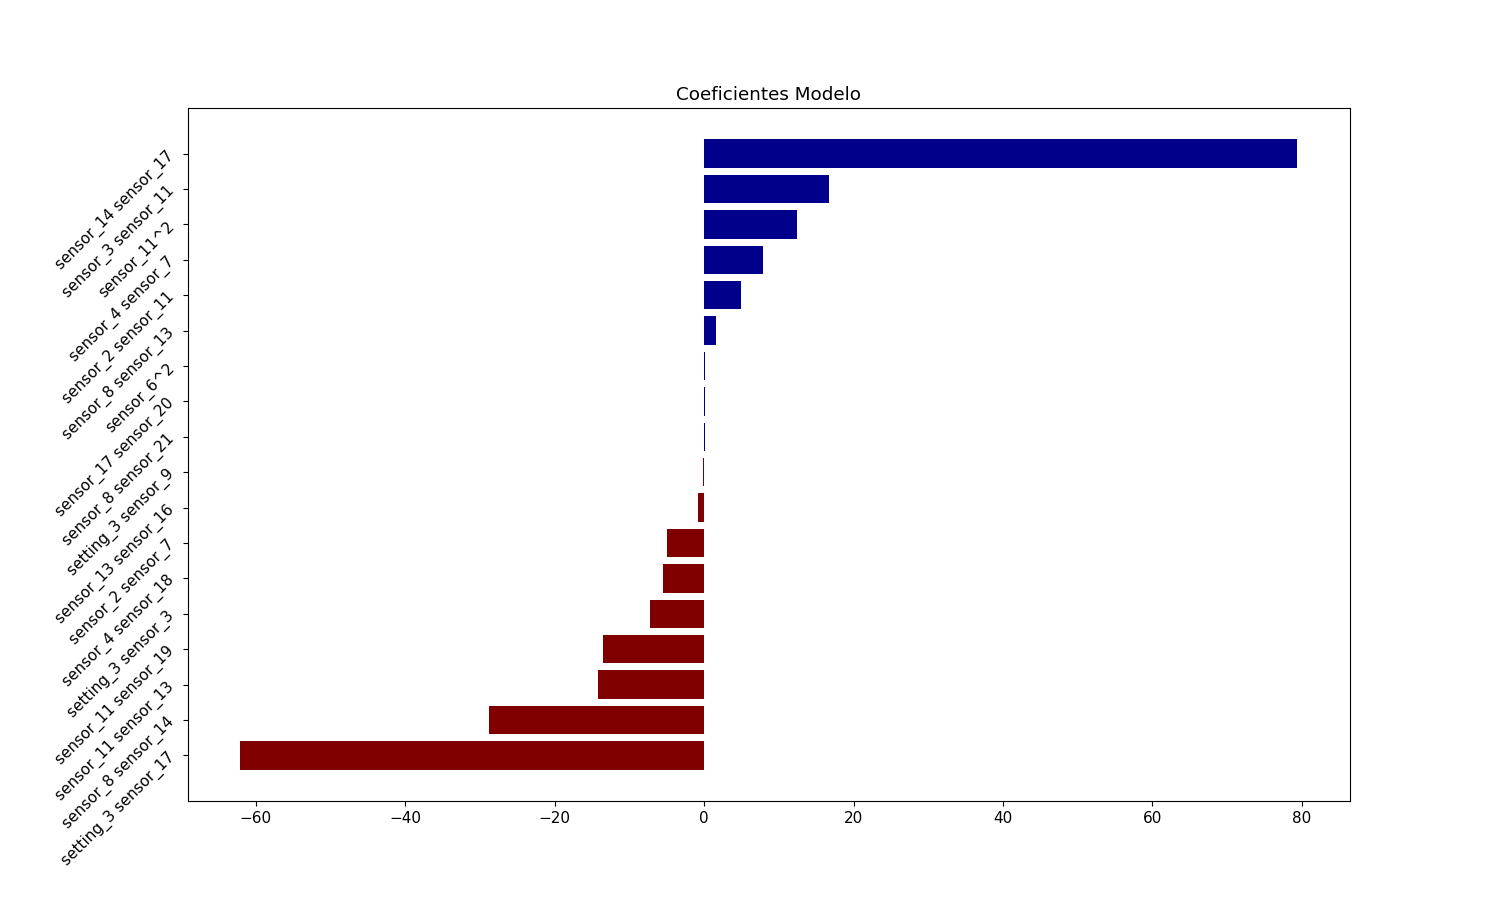 Coeficientes Modelo
sensor_14 sensor_17
sensor_3 sensor_11
sensor_11^2
sensor_4 sensor_7
sensor_2 sensor_11
sensor_8 sensor_13
sensor_6^2
sensor_17 sensor_20
sensor_8 sensor_21
setting_3 sensor_9
sensor_13 sensor_16
sensor_2 sensor_7
sensor_4 sensor_18
setting_3 sensor_3
sensor_11 sensor_19
sensor_11 sensor_13
sensor_8 sensor_14
setting_3 sensor_17
−60 −40 −20 0 20 40 60 80